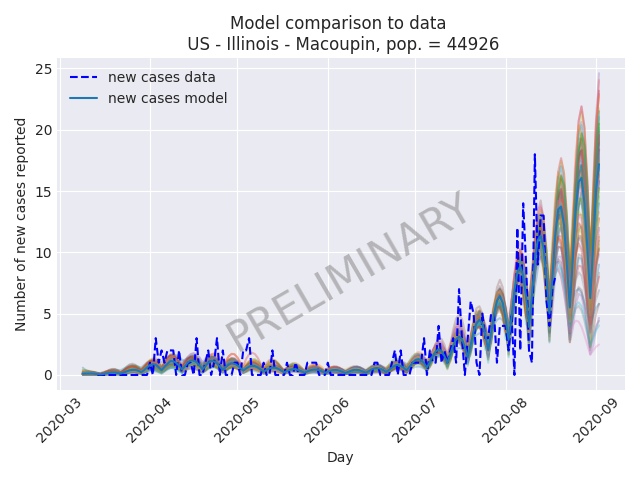 Model comparison to data
US - Illinois - Macoupin, pop. = 44926
new cases data
new cases model
Number of new cases reported
25
20
15
10
5
0
PRELIMINARY
2020-03
2020-04
2020-05
2020-06
2020-07
2020-08
2020-09
Day